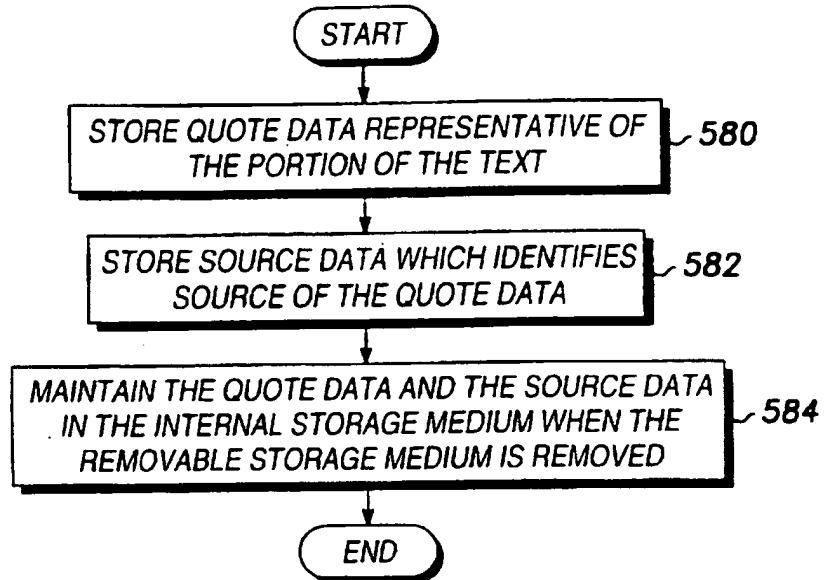 START
STORE QUOTE DATA REPRESENTATIVE OF
THE PORTION OF THE TEXT
580
STORE SOURCE DATA WHICH IDENTIFIES
SOURCE OF THE QUOTE DATA
582
MAINTAIN THE QUOTE DATA AND THE SOURCE DATA
IN THE INTERNAL STORAGE MEDIUM WHEN THE
REMOVABLE STORAGE MEDIUM IS REMOVED
584
END